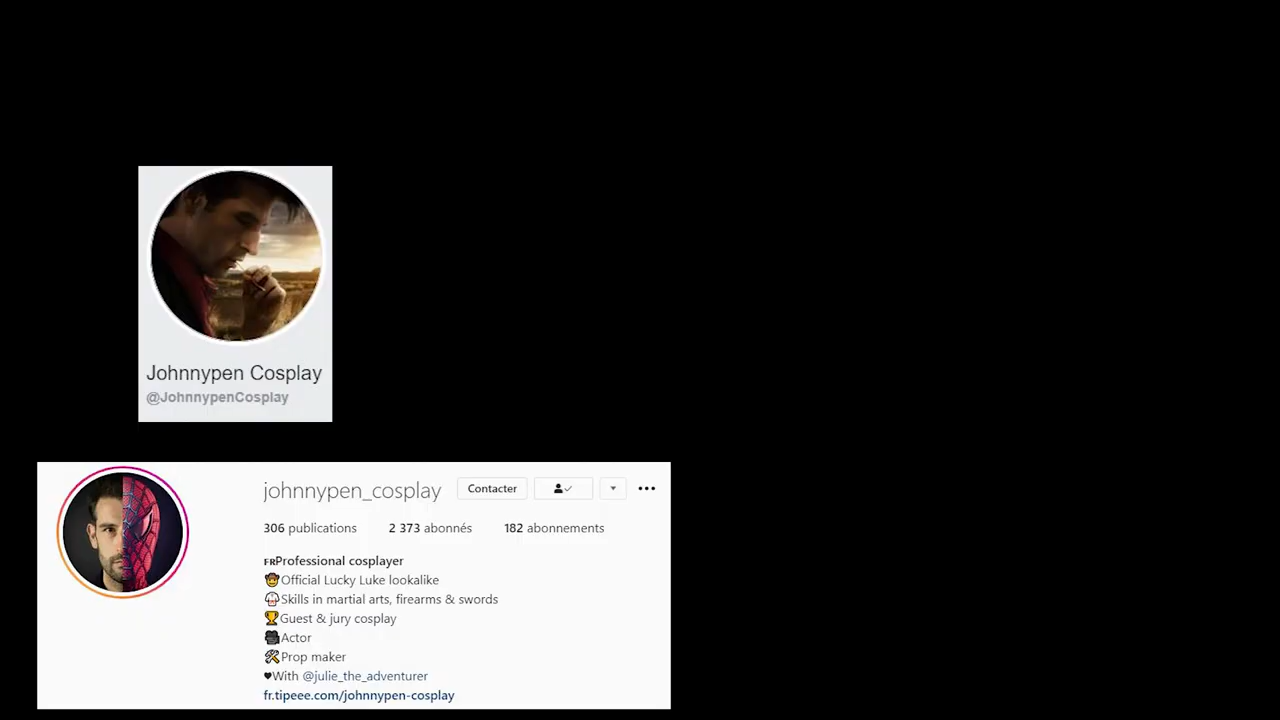 Johnnypen Cosplay
@JohnnypenCosplay
johnnypen_cosplay Contacter
306 publications 2 373 abonnés 182 abonnements
FRProfessional cosplayer
Official Lucky Luke lookalike
Skills in martial arts, firearms & swords
Guest & jury cosplay
Actor
Prop maker
With @julie_the_adventurer
fr.tipeee.com/johnnypen-cosplay